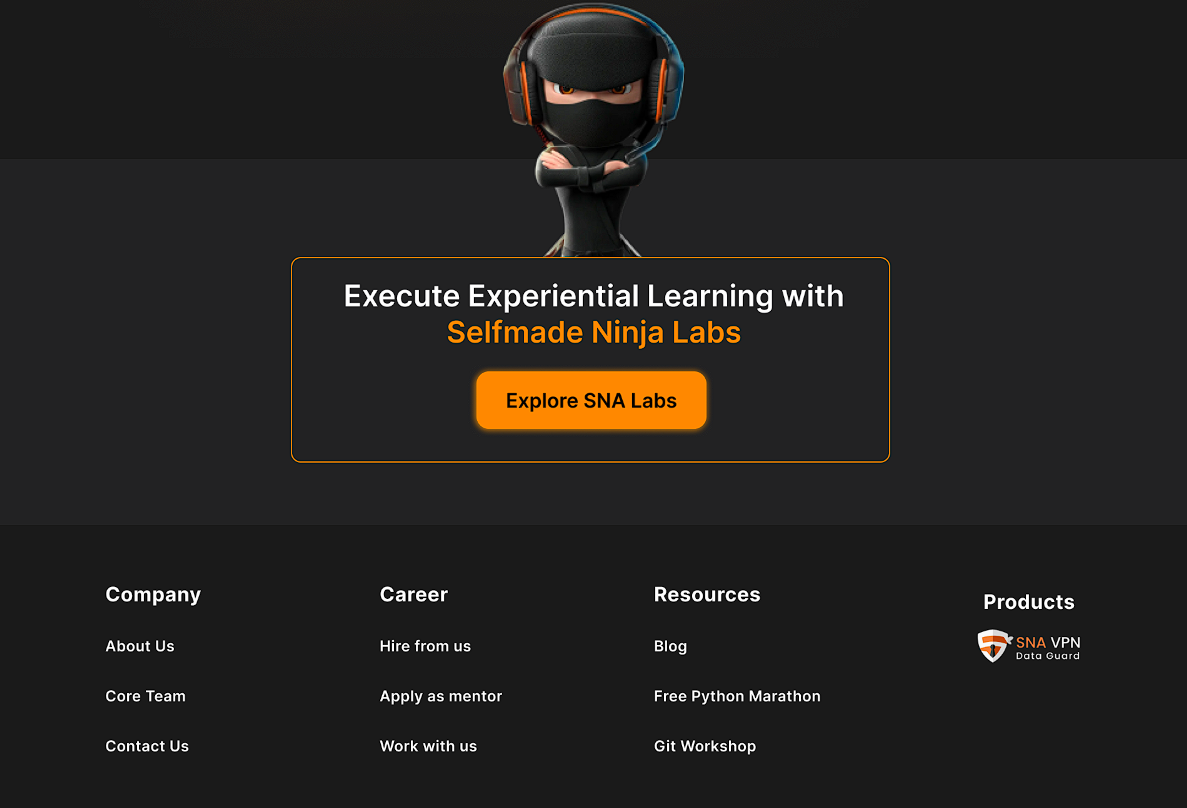 Execute Experiential Learning with
Selfmade Ninja Labs
Explore SNA Labs
Company
About Us
Core Team
Contact Us
Career
Hire from us
Apply as mentor
Work with us
Resources
Blog
Free Python Marathon
Git Workshop
Products
SNA VPN
Data Guard